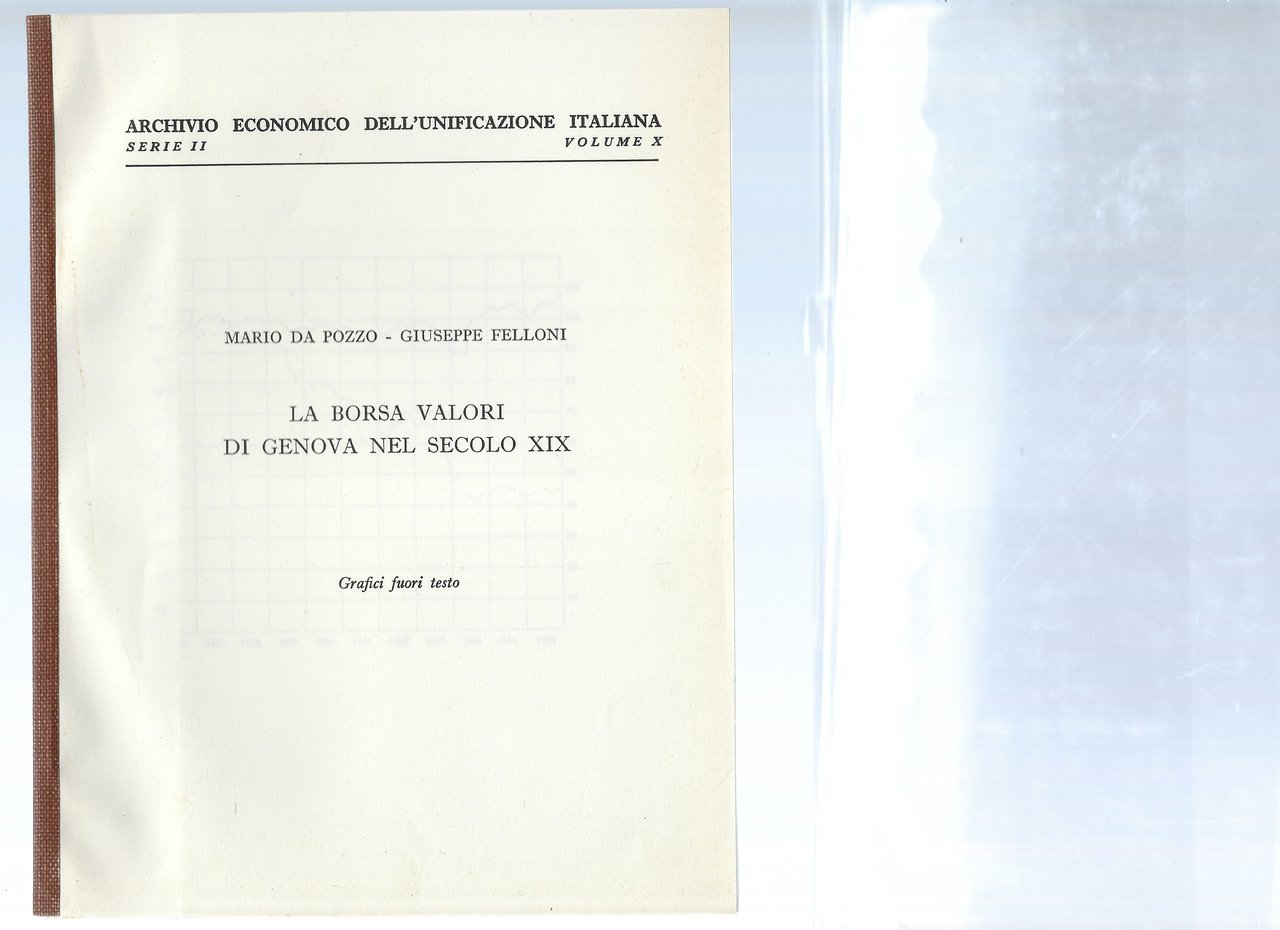 ARCHIVIO ECONOMICO DELL'UNIFICAZIONE ITALIANA
SERIE II VOLUME X
MARIO DA POZZO - GIUSEPPE FELLONI
LA BORSA VALORI
DI GENOVA NEL SECOLO XIX
Grafici fuori testo